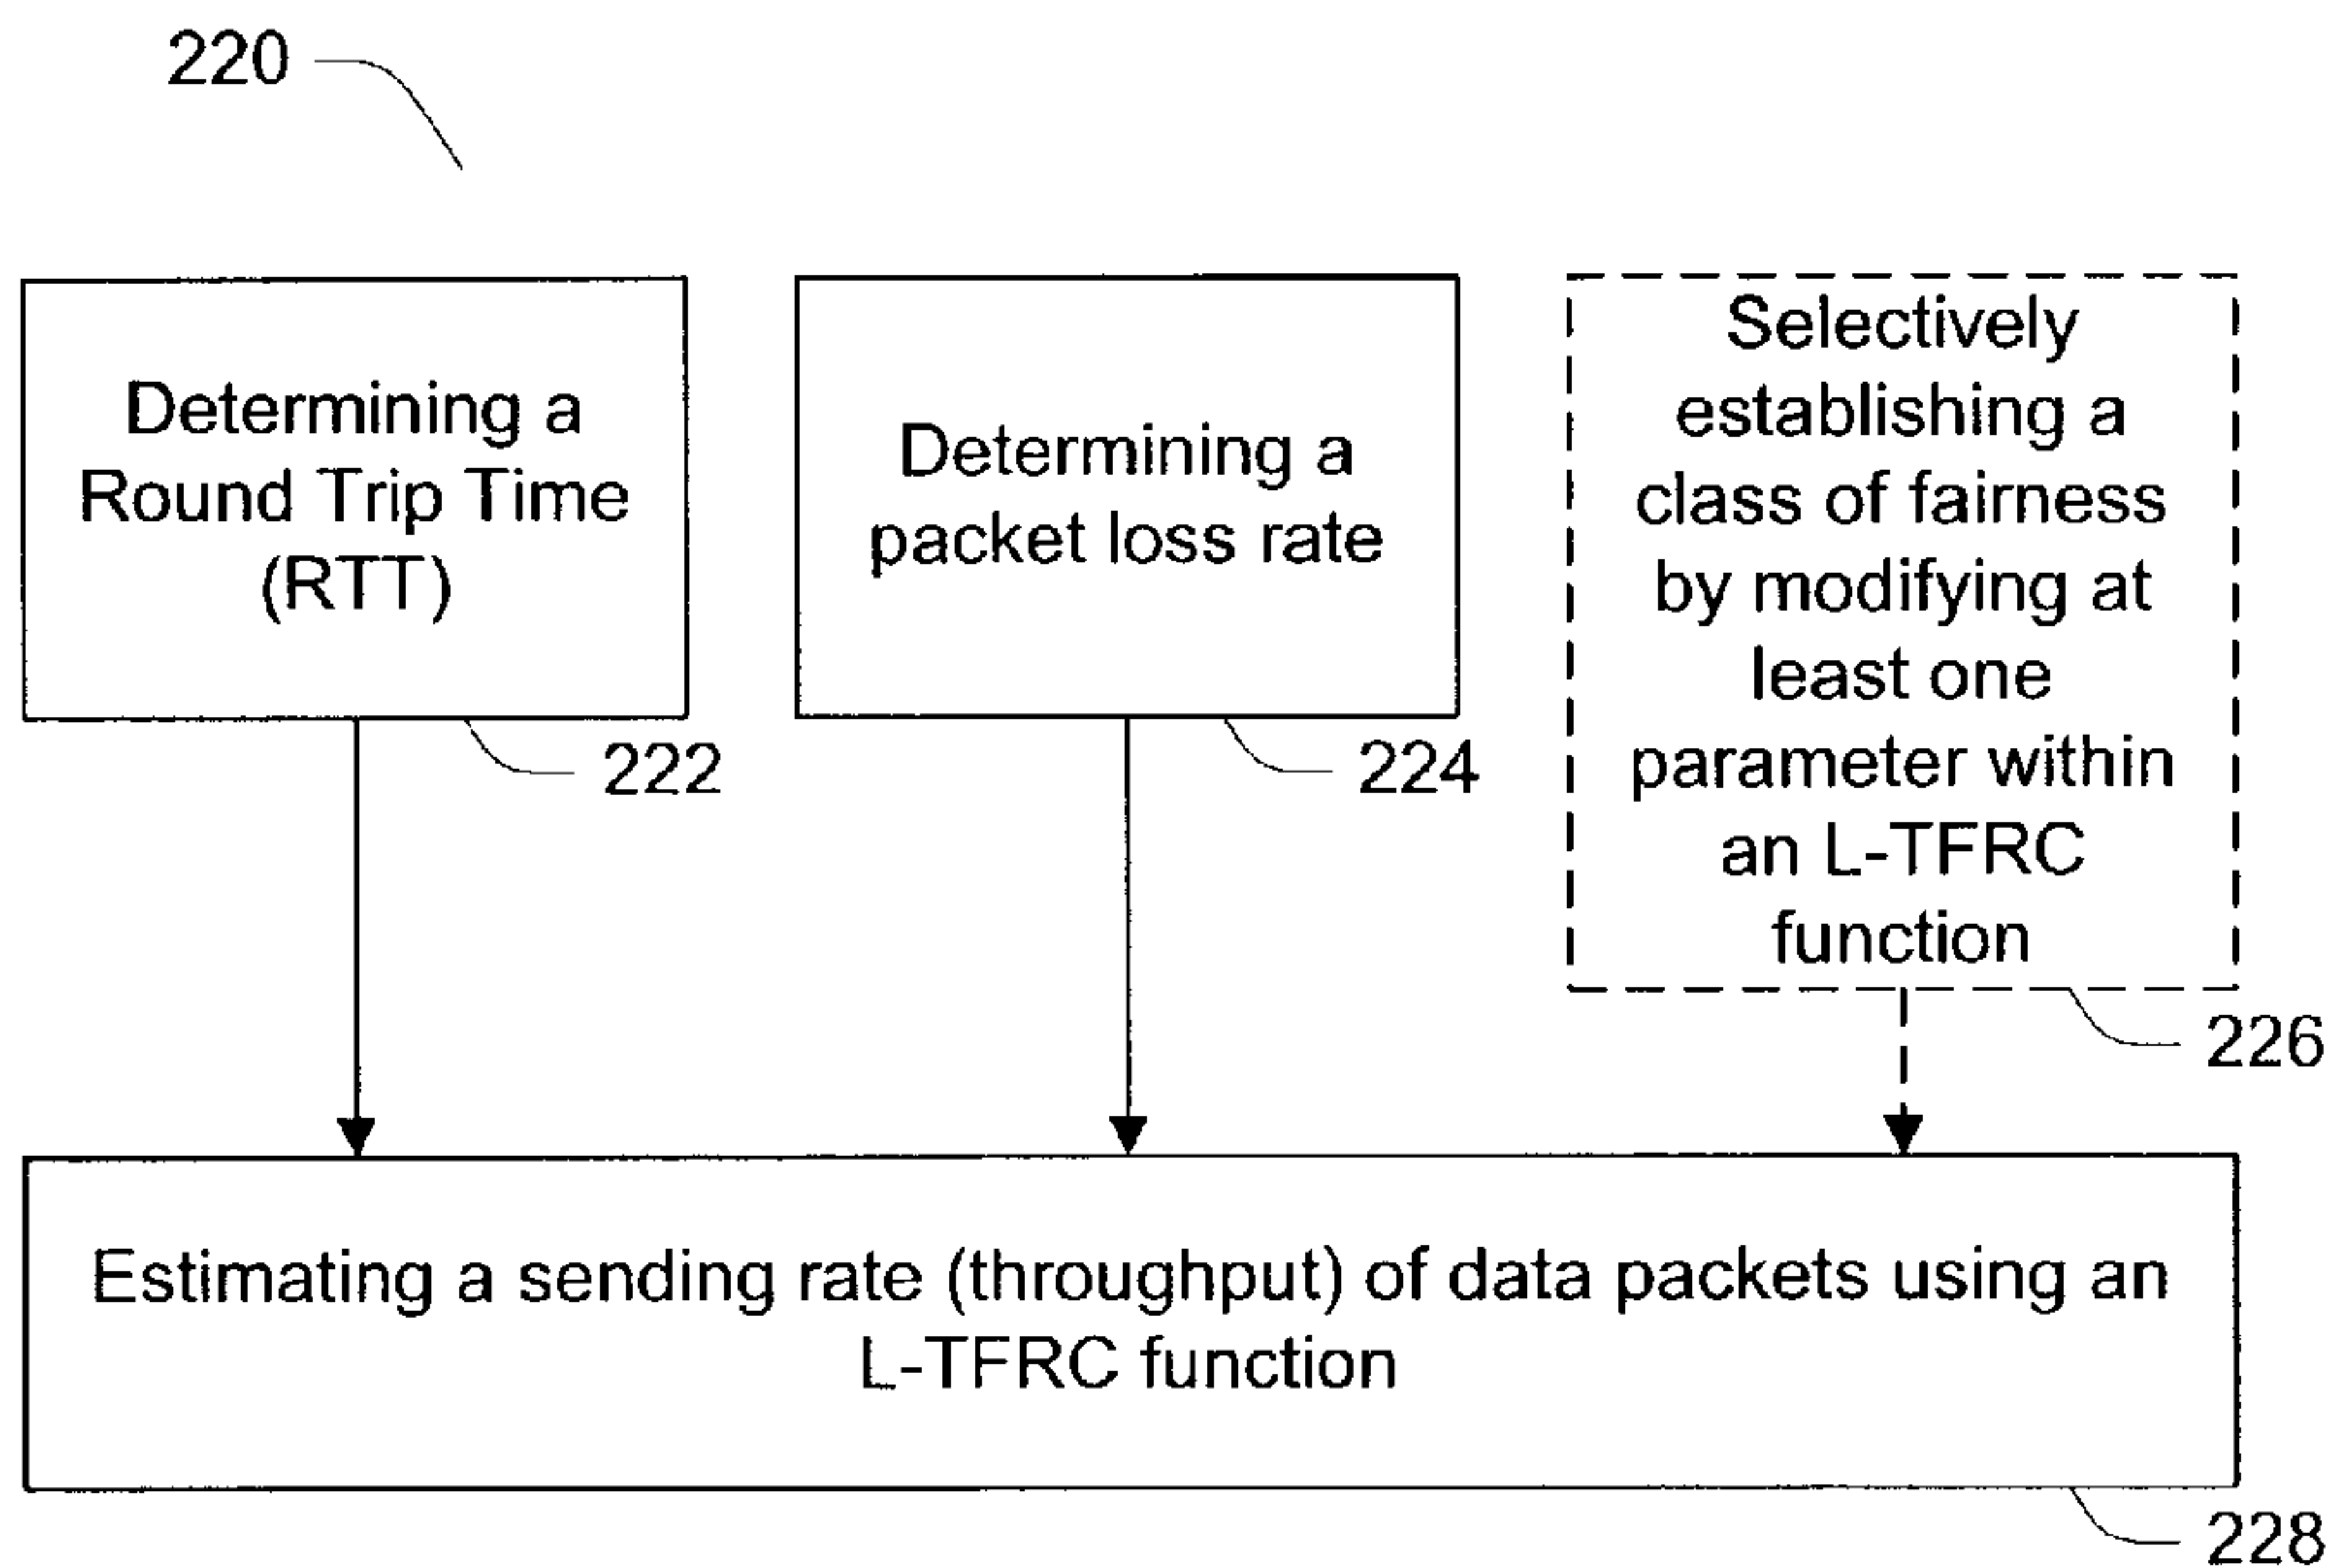 220
Determining a
Round Trip Time
(RTT)
222
Determining a
packet loss rate
224
Selectively
establishing a
class of fairness
by modifying at
least one
parameter within
an L-TFRC
function
226
Estimating a sending rate (throughput) of data packets using an
L-TFRC function
228